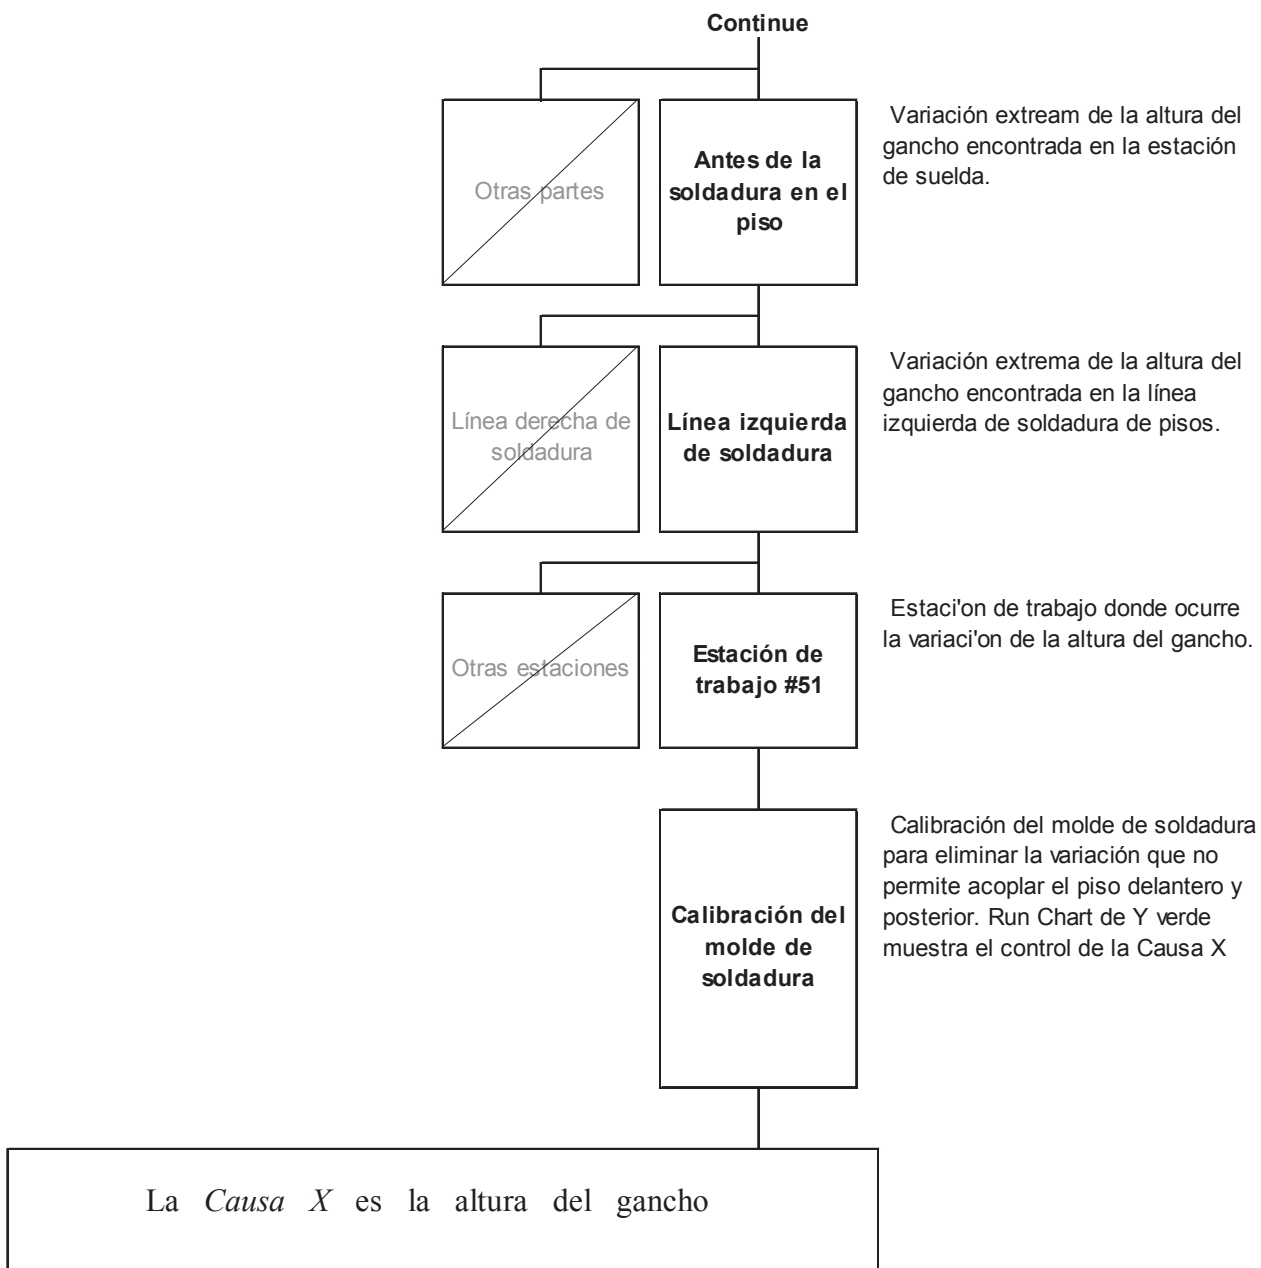 Continue
Otras partes
Antes de la
soldadura en el
piso
Variación extream de la altura del
gancho encontrada en la estación
de suelda.
Línea derecha de
soldadura
Línea izquierda
de soldadura
Variación extrema de la altura del
gancho encontrada en la línea
izquierda de soldadura de pisos.
Otras estaciones
Estación de
trabajo #51
Estaci'on de trabajo donde ocurre
la variaci'on de la altura del gancho.
Calibración del
molde de
soldadura
Calibración del molde de soldadura
para eliminar la variación que no
permite acoplar el piso delantero y
posterior. Run Chart de Y verde
muestra el control de la Causa X
La Causa X es la altura del gancho